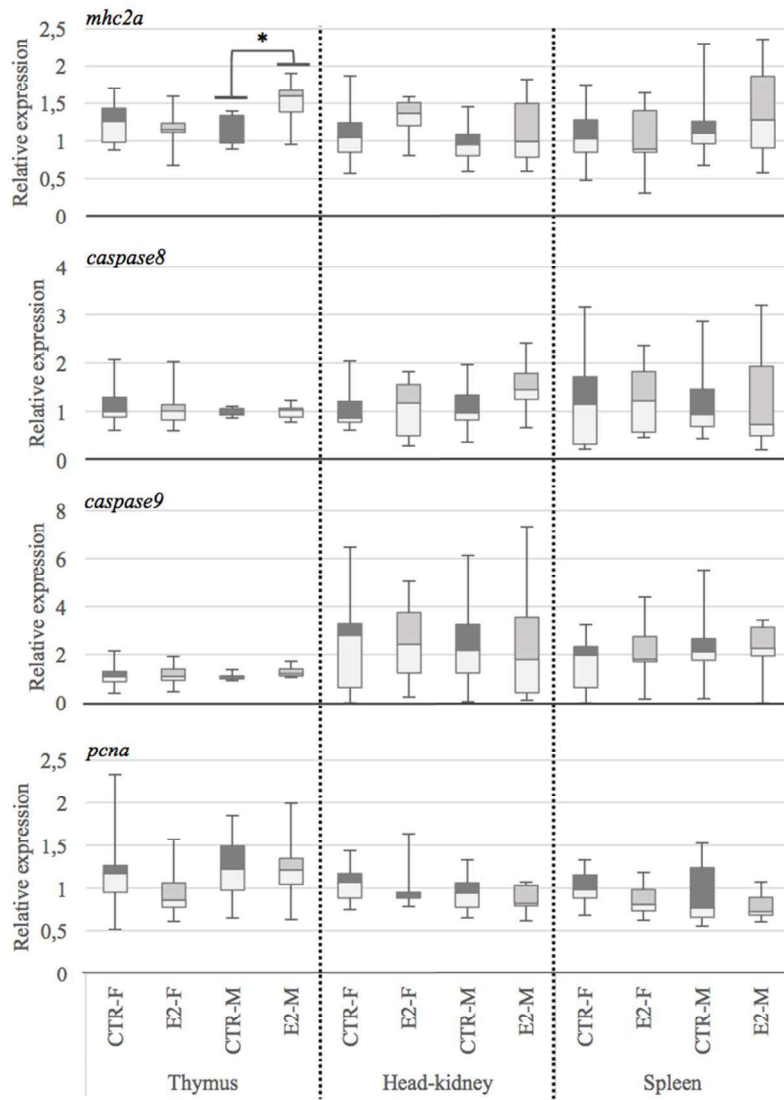 mhc2a
Relative expression
2,5
2
1,5
1
0,5
0
*
caspase8
Relative expression
4
3
2
1
0
caspase9
Relative expression
8
6
4
2
0
pcna
Relative expression
2,5
2
1,5
1
0,5
0
CTR-F E2-F CTR-M E2-M CTR-F E2-F CTR-M E2-M CTR-F E2-F CTR-M E2-M
Thymus Head-kidney Spleen